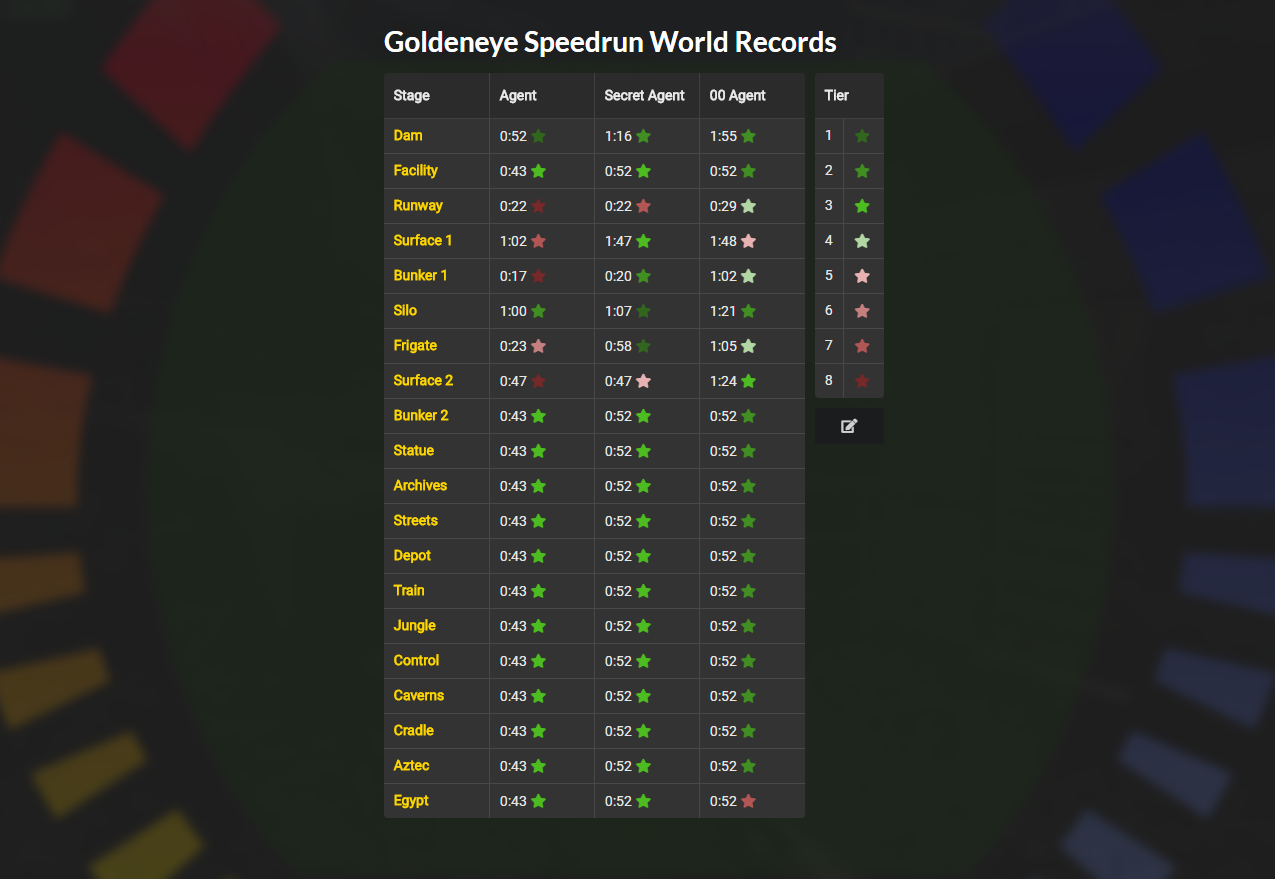 Goldeneye Speedrun World Records
Stage Agent Secret Agent 00 Agent Tier
Dam 0:52 1:16 1:55 1
Facility 0:43 0:52 0:52 2
Runway 0:22 0:22 0:29 3
Surface 1 1:02 1:47 1:48 4
Bunker 1 0:17 0:20 1:02 5
Silo 1:00 1:07 1:21 6
Frigate 0:23 0:58 1:05 7
Surface 2 0:47 0:47 1:24 8
Bunker 2 0:43 0:52 0:52
Statue 0:43 0:52 0:52
Archives 0:43 0:52 0:52
Streets 0:43 0:52 0:52
Depot 0:43 0:52 0:52
Train 0:43 0:52 0:52
Jungle 0:43 0:52 0:52
Control 0:43 0:52 0:52
Caverns 0:43 0:52 0:52
Cradle 0:43 0:52 0:52
Aztec 0:43 0:52 0:52
Egypt 0:43 0:52 0:52